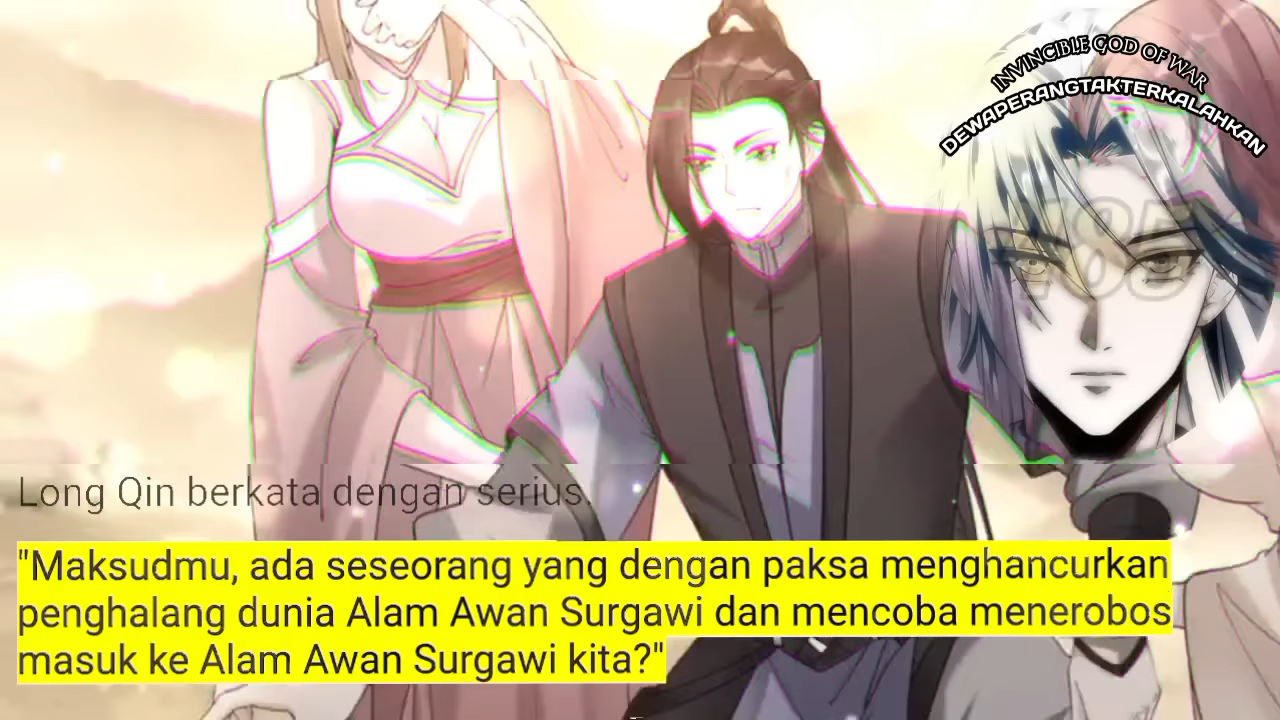 INVINCIBLE GOD OF WAR
DEWAPERANGTAKTERKALAHKAN
Long Qin berkata dengan serius.
"Maksudmu, ada seseorang yang dengan paksa menghancurkan
penghalang dunia Alam Awan Surgawi dan mencoba menerobos
masuk ke Alam Awan Surgawi kita?"